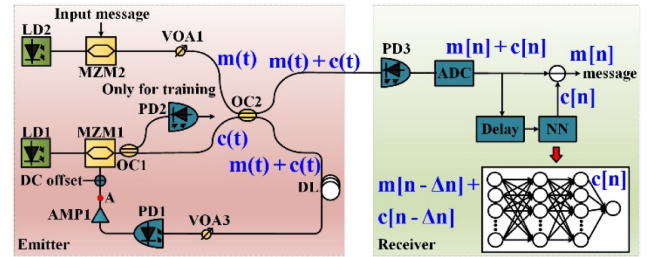 Input message
LD2
MZM2
VOA1
m(t)
m(t) + c(t)
Only for training
PD2
OC2
LD1
MZM1
OC1
c(t)
m(t) + c(t)
DC offset
A
DL
AMP1
PD1
VOA3
Emitter
PD3
ADC
m[n] + c[n]
m[n]
message
c[n]
Delay
NN
m[n - Δn] +
c[n - Δn]
c[n]
Receiver